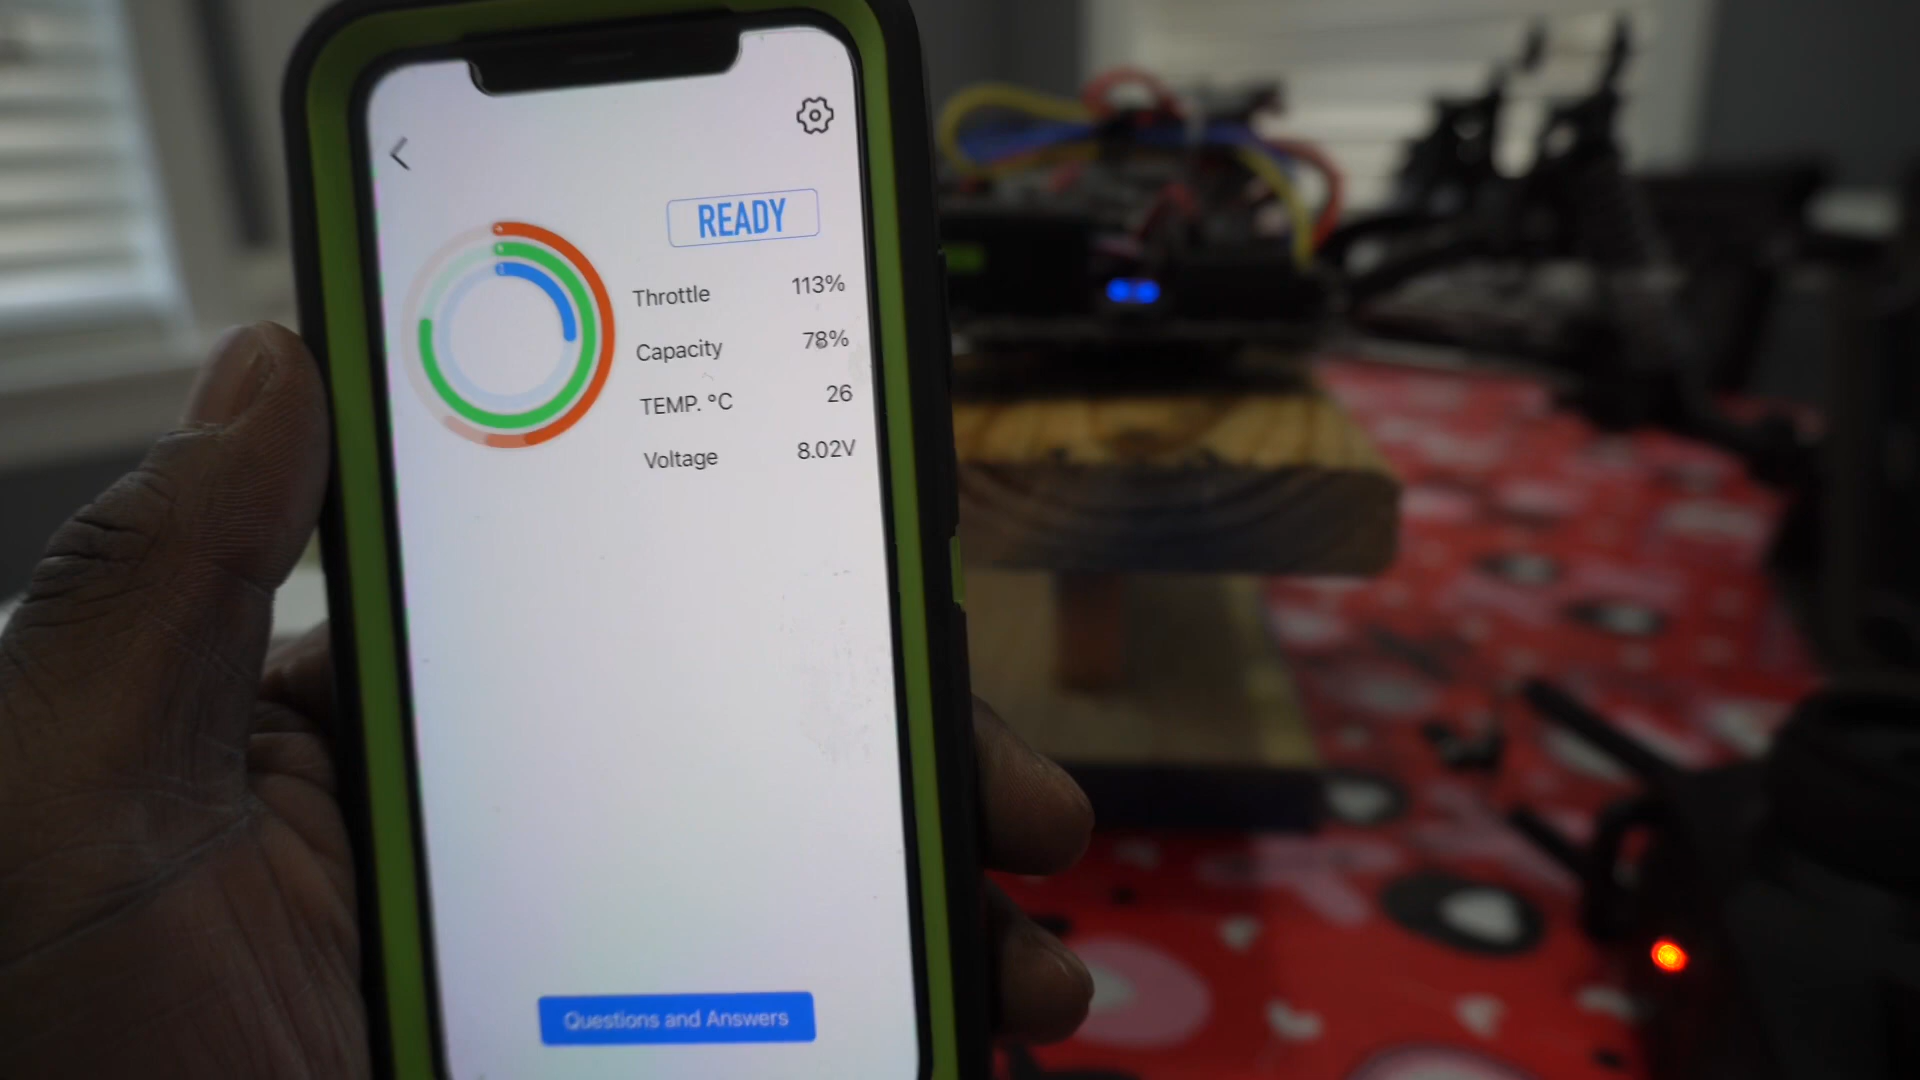 READY
Throttle 113%
Capacity 78%
TEMP. °C 26
Voltage 8.02V
Questions and Answers